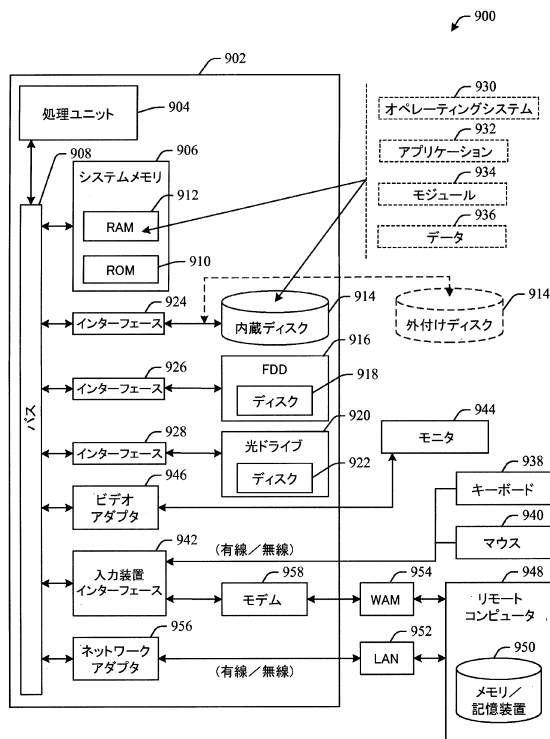 900
902
処理ユニット
904
908
906
システムメモリ
912
RAM
910
ROM
930
オペレーティングシステム
932
アプリケーション
934
モジュール
936
データ
924
インターフェース
内蔵ディスク
914
外付けディスク
914
926
インターフェース
916
FDD
918
ディスク
バス
928
インターフェース
920
光ドライブ
922
ディスク
944
モニタ
946
ビデオ
アダプタ
938
キーボード
940
マウス
942
(有線/無線)
入力装置
インターフェース
958
モデム
954
WAM
948
リモート
コンピュータ
956
ネットワーク
アダプタ
(有線/無線)
952
LAN
950
メモリ/
記憶装置